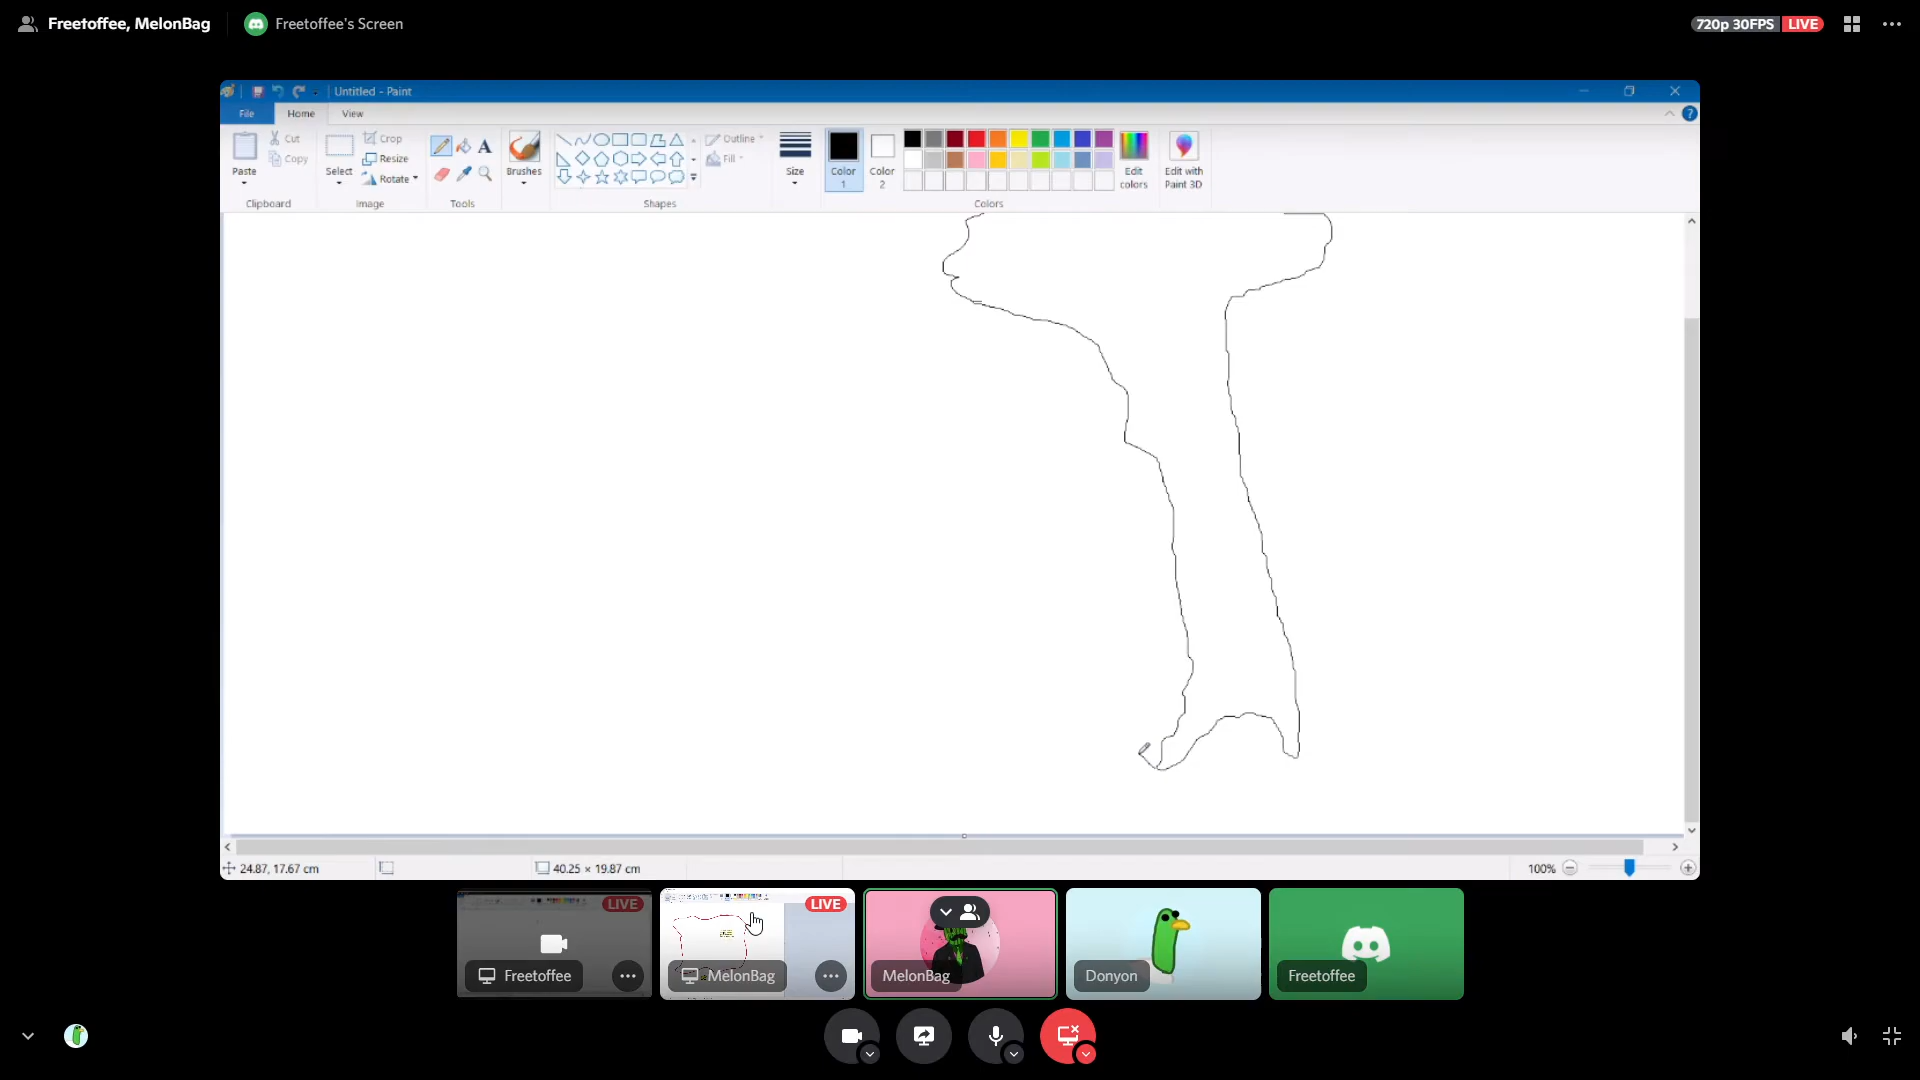 Freetoffee, MelonBag
Freetoffee's Screen
720p 30FPS LIVE
Untitled - Paint
File Home View
Paste
Cut
Copy
Clipboard
Select
Crop
Resize
Rotate
Image
A
Tools
Brushes
Shapes
Outline
Fill
Size
Color 1
Color 2
Colors
Edit colors
Edit with Paint 3D
24.87, 17.67 cm
40.25 × 19.87 cm
100%
LIVE
Freetoffee
LIVE
MelonBag
MelonBag
Donyon
Freetoffee